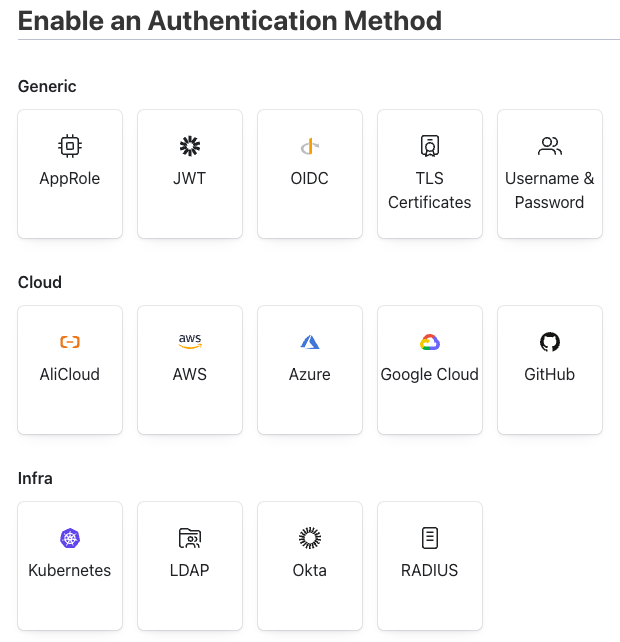 Enable an Authentication Method
Generic
AppRole
JWT
OIDC
TLS
Certificates
Username &
Password
Cloud
AliCloud
aws
AWS
Azure
Google Cloud
GitHub
Infra
Kubernetes
LDAP
Okta
RADIUS